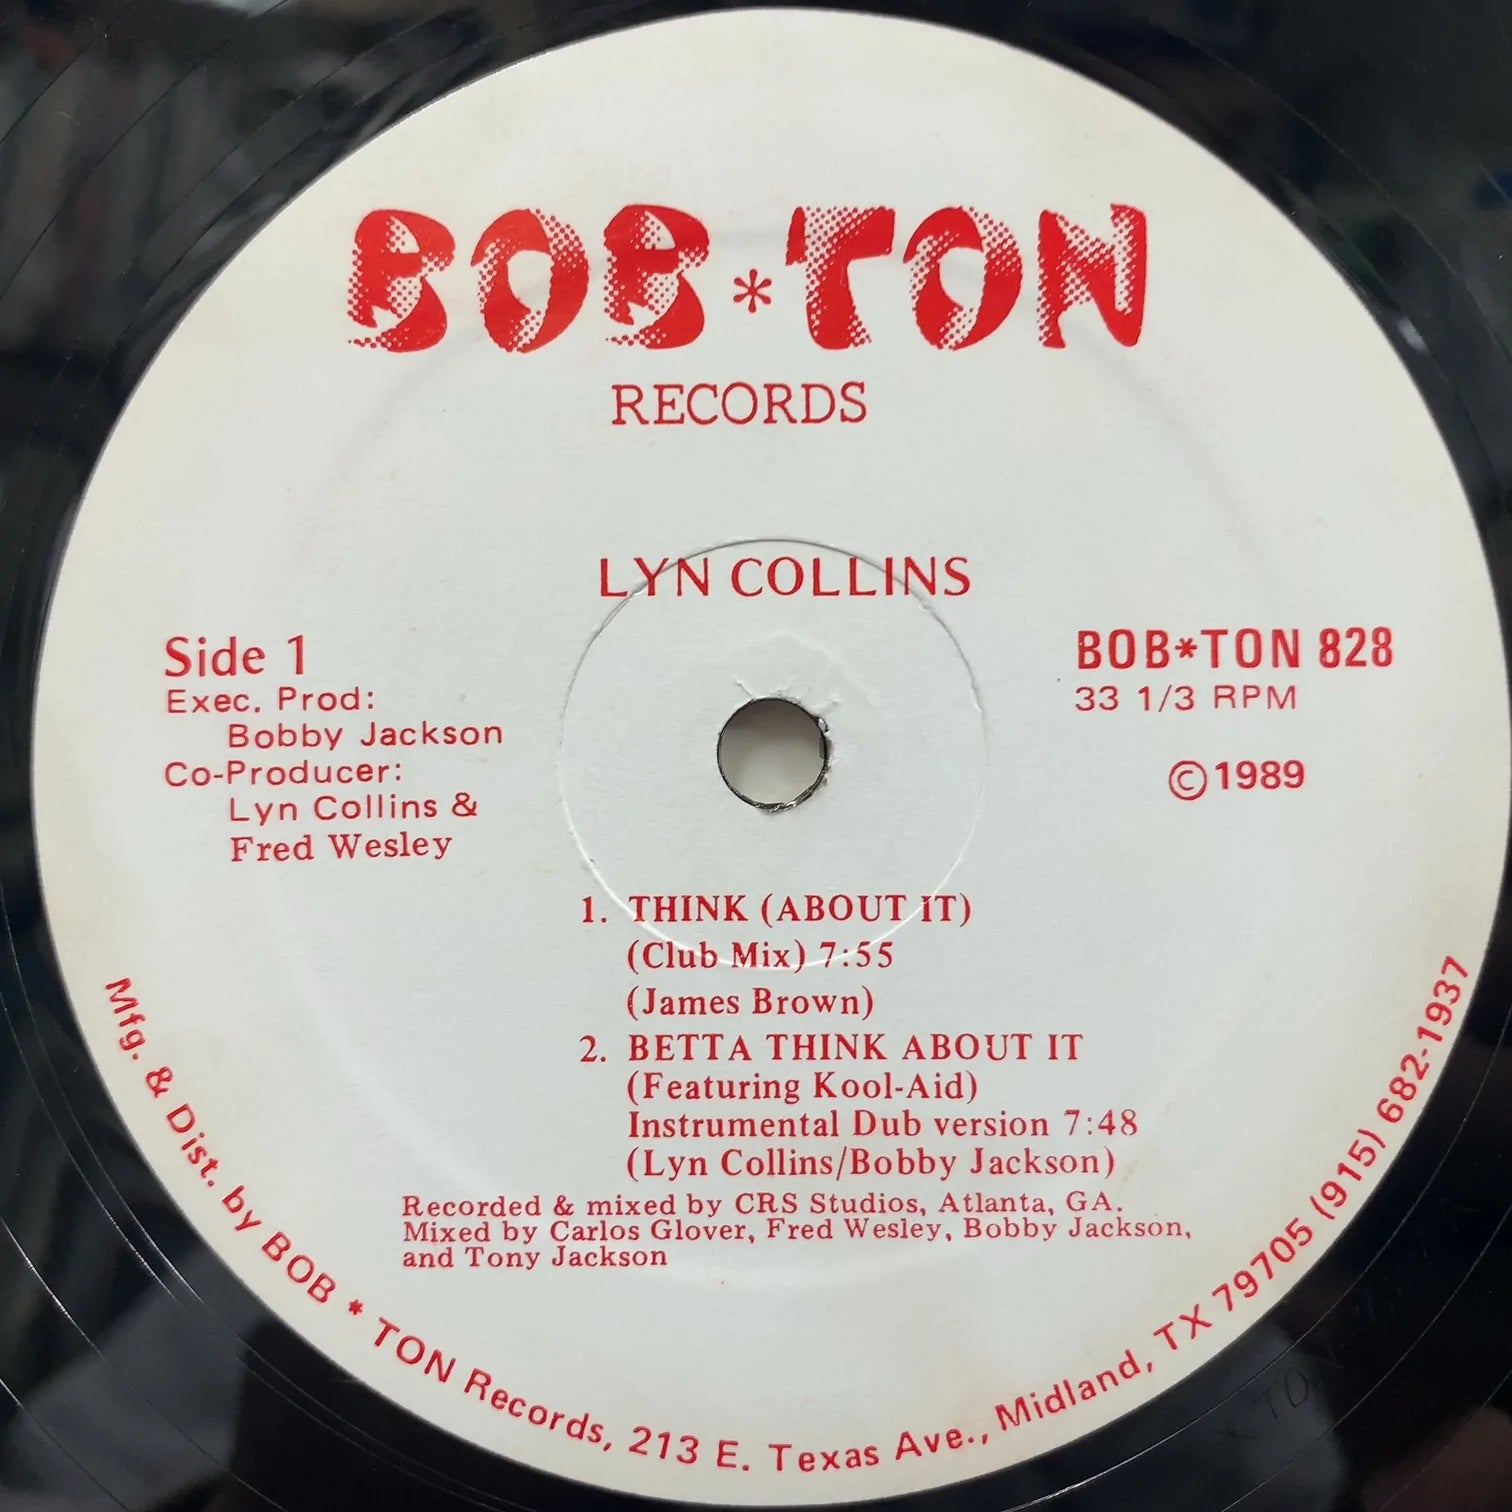 BOB*TON
RECORDS
LYN COLLINS
Side 1
Exec. Prod:
Bobby Jackson
Co-Producer:
Lyn Collins &
Fred Wesley
BOB*TON 828
33 1/3 RPM
©1989
1. THINK (ABOUT IT)
(Club Mix) 7:55
(James Brown)
2. BETTA THINK ABOUT IT
(Featuring Kool-Aid)
Instrumental Dub version 7:48
(Lyn Collins/Bobby Jackson)
Recorded & mixed by CRS Studios, Atlanta, GA.
Mixed by Carlos Glover, Fred Wesley, Bobby Jackson,
and Tony Jackson
Mfg. & Dist. by BOB * TON Records, 213 E. Texas Ave., Midland, TX 79705 (915) 682-1937